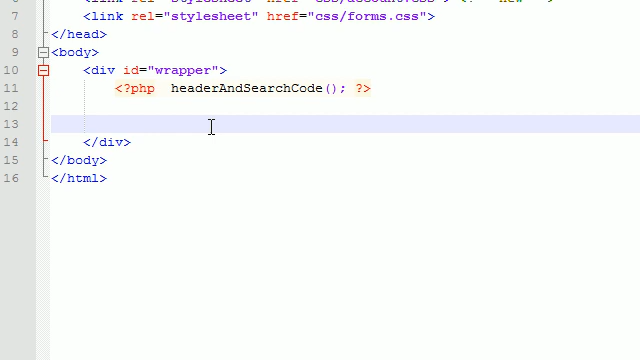 7 <link rel="stylesheet" href="css/forms.css">
8 </head>
9 <body>
10 <div id="wrapper">
11 <?php headerAndSearchCode(); ?>
12
13
14 </div>
15 </body>
16 </html>